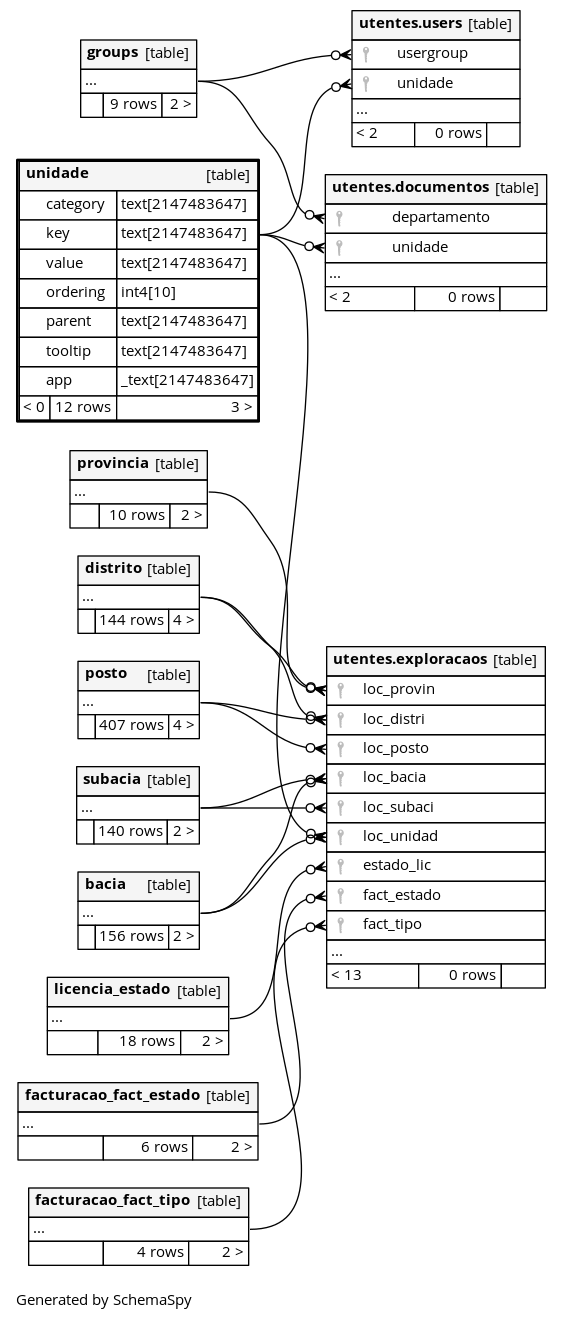 groups [table]
...
9 rows 2 >
utentes.users [table]
usergroup
unidade
...
< 2 0 rows
unidade [table]
category text[2147483647]
key text[2147483647]
value text[2147483647]
ordering int4[10]
parent text[2147483647]
tooltip text[2147483647]
app _text[2147483647]
< 0 12 rows 3 >
utentes.documentos [table]
departamento
unidade
...
< 2 0 rows
provincia [table]
...
10 rows 2 >
distrito [table]
...
144 rows 4 >
posto [table]
...
407 rows 4 >
subacia [table]
...
140 rows 2 >
bacia [table]
...
156 rows 2 >
licencia_estado [table]
...
18 rows 2 >
facturacao_fact_estado [table]
...
6 rows 2 >
facturacao_fact_tipo [table]
...
4 rows 2 >
utentes.exploracaos [table]
loc_provin
loc_distri
loc_posto
loc_bacia
loc_subaci
loc_unidad
estado_lic
fact_estado
fact_tipo
...
< 13 0 rows
Generated by SchemaSpy